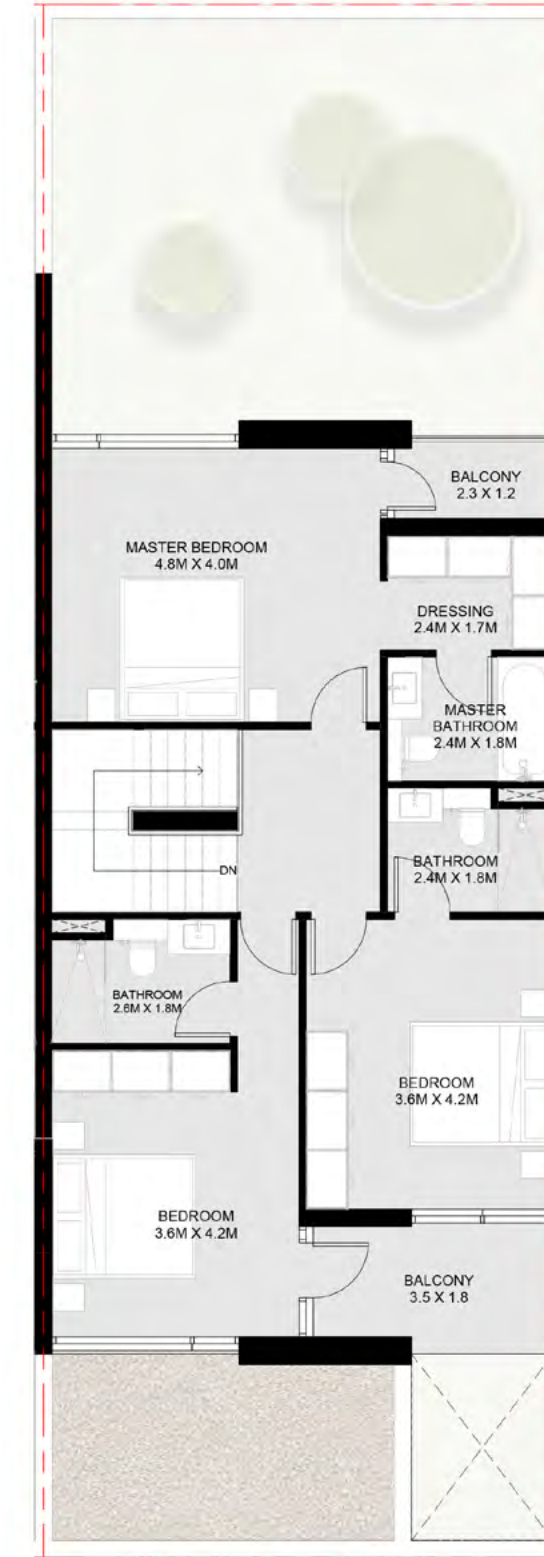 BALCONY
2.3 X 1.2
MASTER BEDROOM
4.8M X 4.0M
DRESSING
2.4M X 1.7M
MASTER
BATHROOM
2.4M X 1.8M
DN
BATHROOM
2.4M X 1.8M
BATHROOM
2.6M X 1.8M
BEDROOM
3.6M X 4.2M
BEDROOM
3.6M X 4.2M
BALCONY
3.5 X 1.8